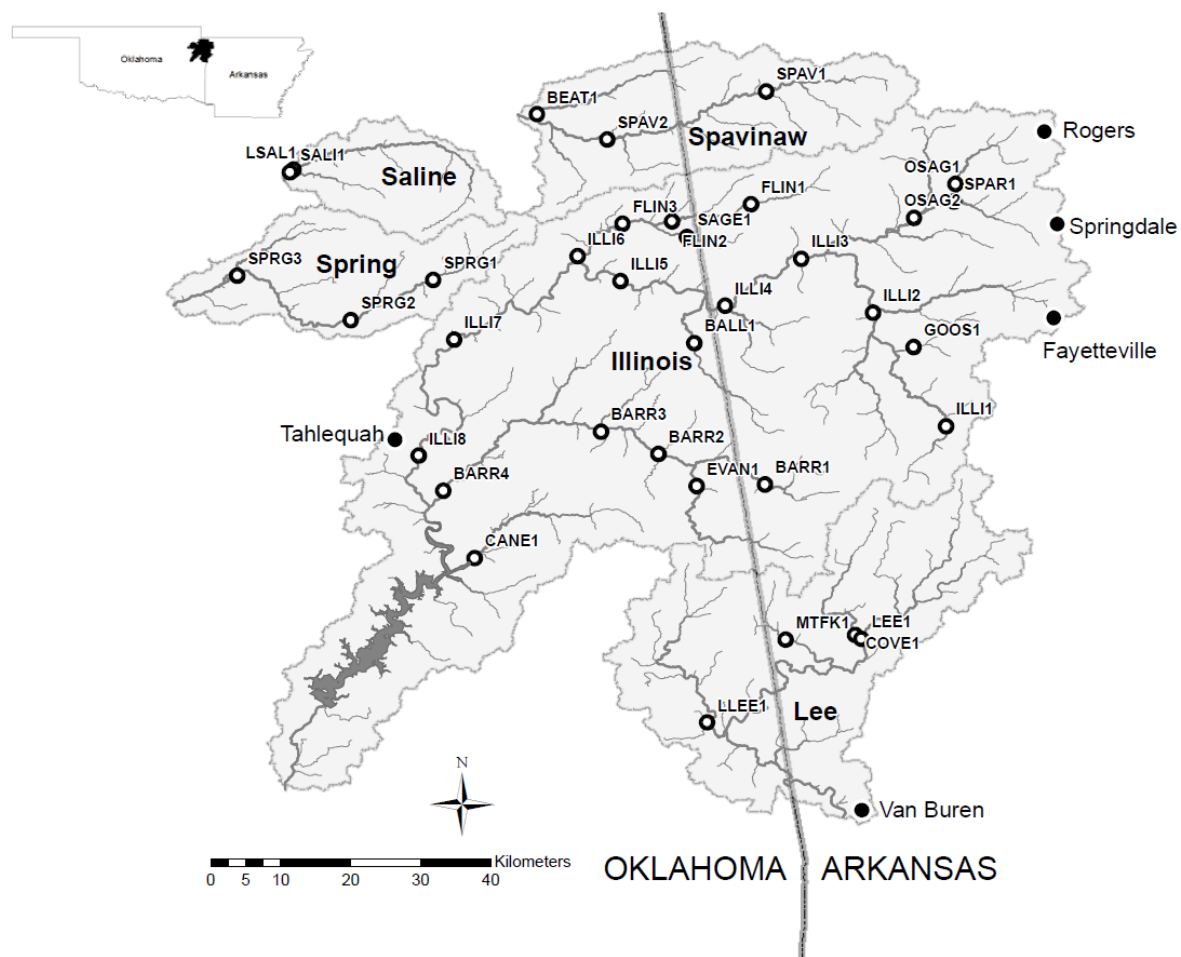 Oklahoma
Arkansas
SPAV1
BEAT1
SPAV2
Spavinaw
Rogers
LSAL1
SALI1
Saline
OSAG1
SPAR1
OSAG2
FLIN1
FLIN3
SAGE1
FLIN2
Springdale
SPRG3
Spring
SPRG1
ILLI6
ILLI3
ILLI5
SPRG2
ILLI4
ILLI2
ILLI7
BALL1
GOOS1
Fayetteville
Illinois
ILLI1
BARR3
Tahlequah
ILLI8
BARR2
BARR4
EVAN1
BARR1
CANE1
MTFK1
LEE1
COVE1
LLEE1
Lee
N
Van Buren
Kilometers
0 5 10 20 30 40
OKLAHOMA ARKANSAS